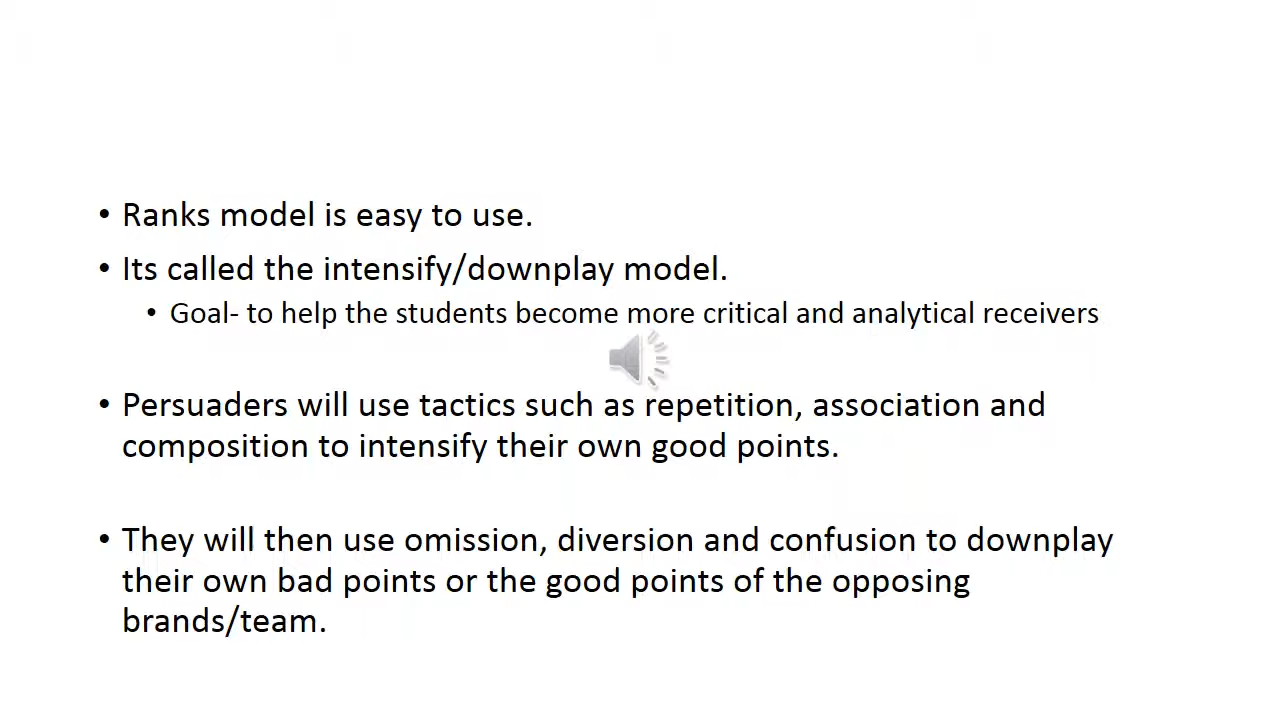 • Ranks model is easy to use.
• Its called the intensify/downplay model.
• Goal- to help the students become more critical and analytical receivers
• Persuaders will use tactics such as repetition, association and
composition to intensify their own good points.
• They will then use omission, diversion and confusion to downplay
their own bad points or the good points of the opposing
brands/team.